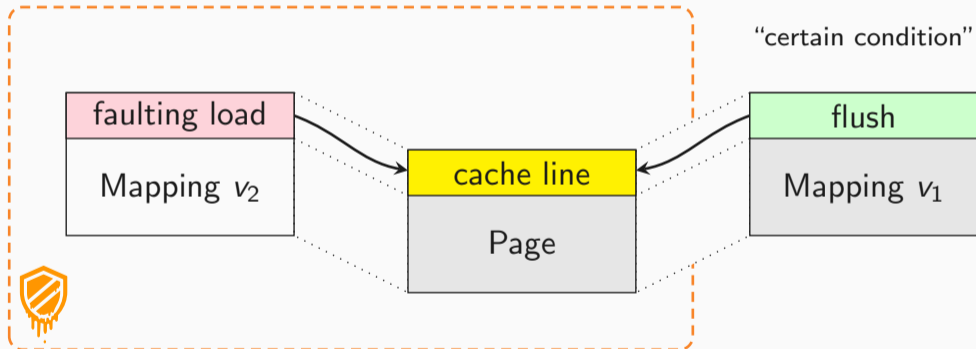 “certain condition”
faulting load
Mapping v₂
cache line
Page
flush
Mapping v₁